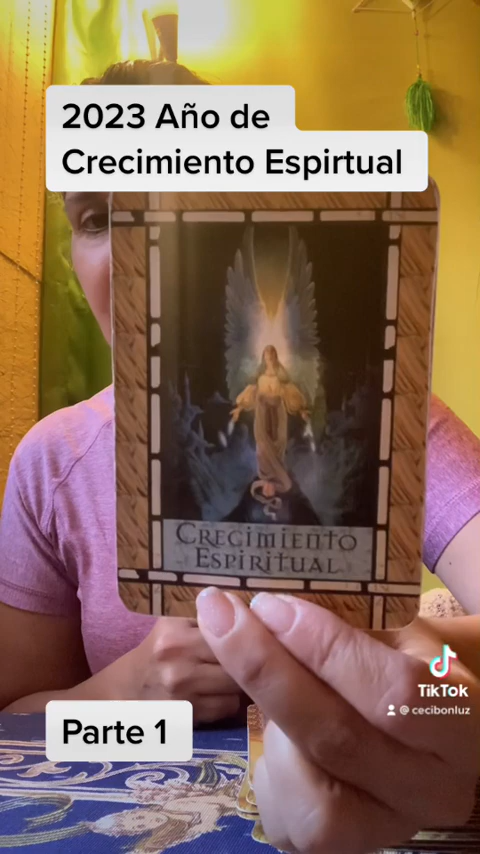 2023 Año de
Crecimiento Espirtual
CRECIMIENTO
ESPIRITUAL
TikTok
@cecibonluz
Parte 1